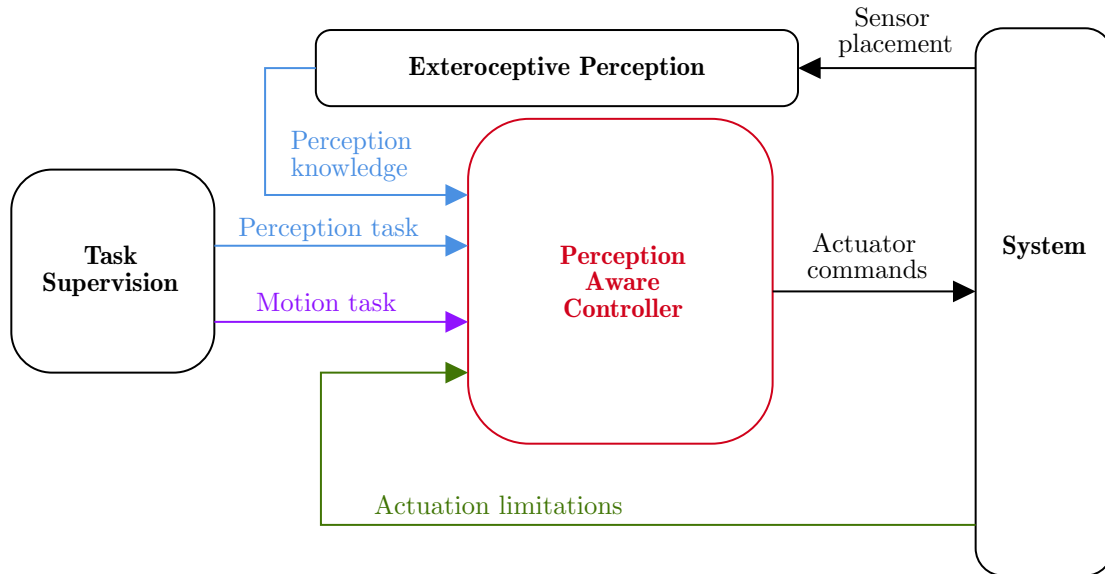 Sensor
placement
Exteroceptive Perception
Perception
knowledge
Task
Supervision
Perception task
Motion task
Perception
Aware
Controller
Actuator
commands
System
Actuation limitations